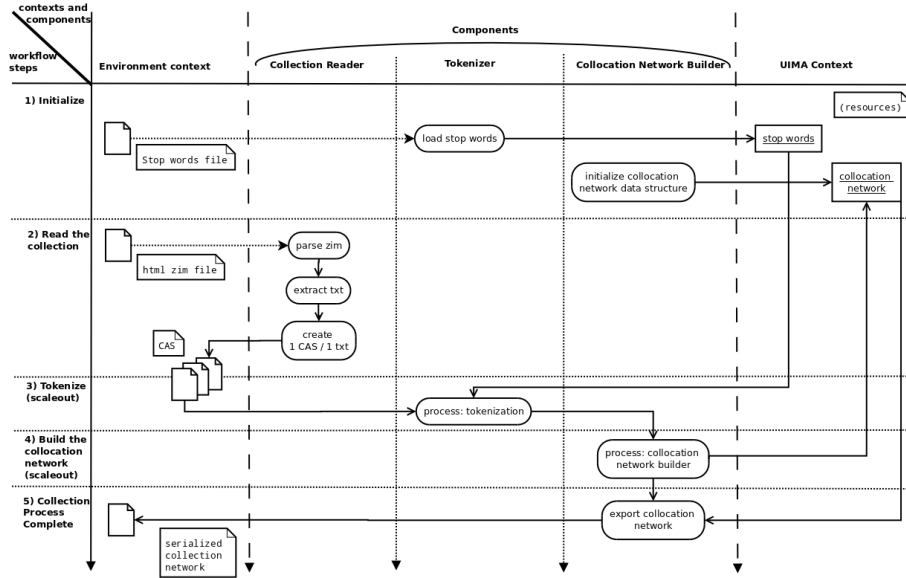 contexts and
components
Components
workflow
steps
Environment context
Collection Reader
Tokenizer
Collocation Network Builder
UIMA Context
1) Initialize
(resources)
load stop words
stop words
Stop words file
initialize collocation
network data structure
collocation
network
2) Read the
collection
parse zim
html zim file
extract txt
create
1 CAS / 1 txt
CAS
3) Tokenize
(scaleout)
process: tokenization
4) Build the
collocation
network
(scaleout)
process: collocation
network builder
5) Collection
Process
Complete
export collocation
network
serialized
collection
network